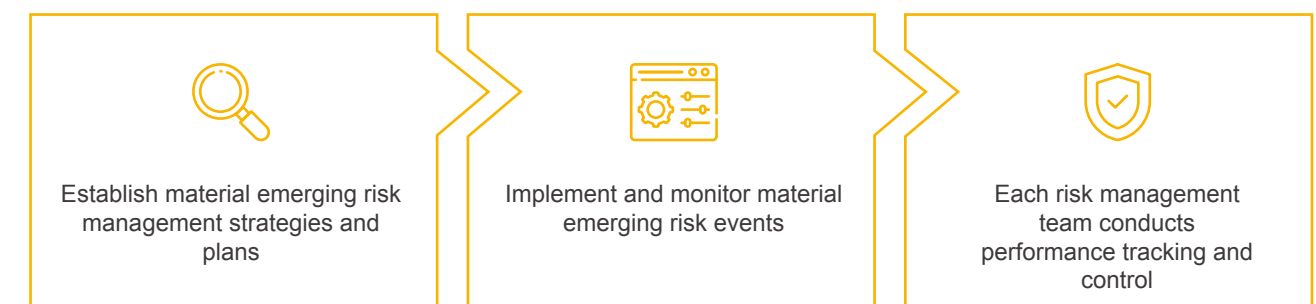 Establish material emerging risk
management strategies and
plans
Implement and monitor material
emerging risk events
Each risk management
team conducts
performance tracking and
control